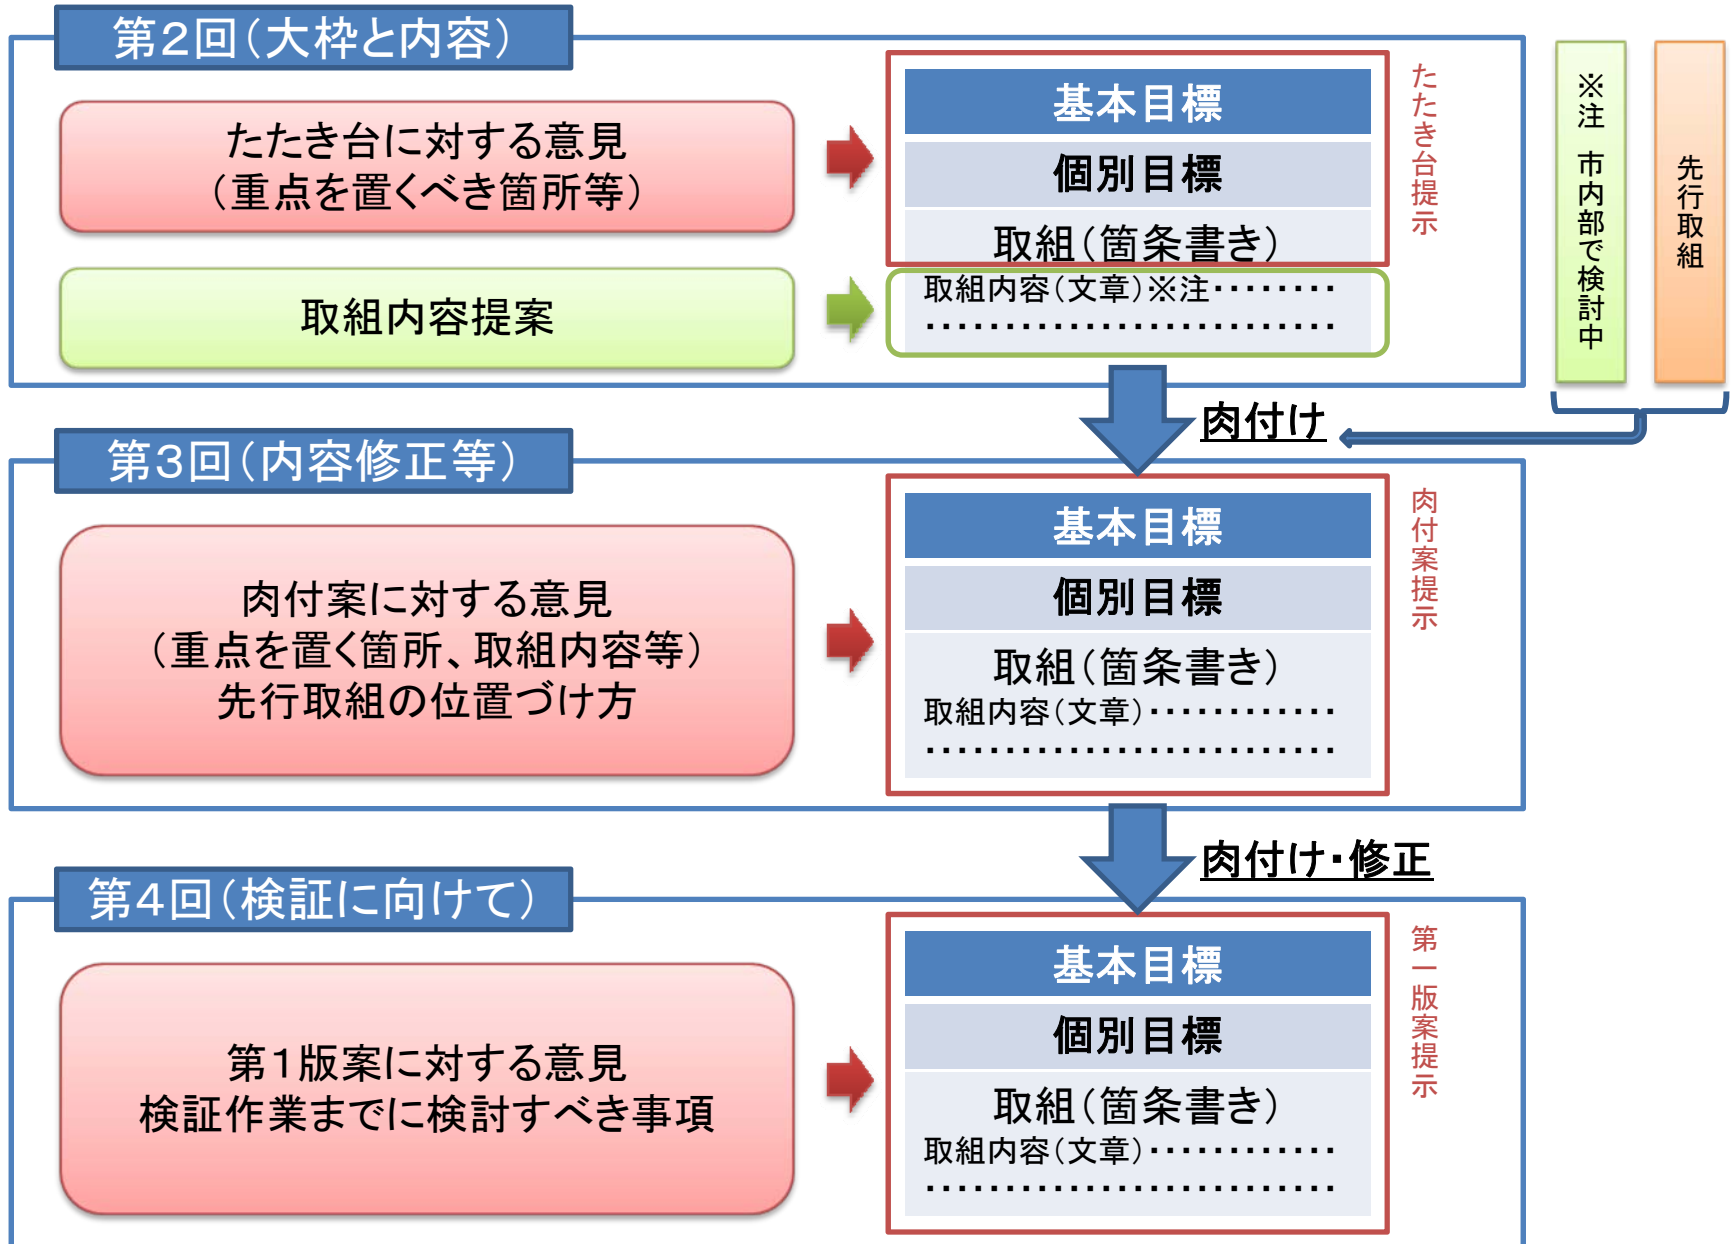 第２回（大枠と内容）
たたき台に対する意見
（重点を置くべき箇所等）
取組内容提案
基本目標
個別目標
取組（箇条書き）
取組内容（文章）※注・・・・・・・・
・・・・・・・・・・・・・・・・・・・・・・・
たたき台提示
※注　市内部で検討中
先行取組
肉付け
第３回（内容修正等）
肉付案に対する意見
（重点を置く箇所、取組内容等）
先行取組の位置づけ方
基本目標
個別目標
取組（箇条書き）
取組内容（文章）・・・・・・・・・・・・
・・・・・・・・・・・・・・・・・・・・・・・
肉付案提示
肉付け・修正
第４回（検証に向けて）
第１版案に対する意見
検証作業までに検討すべき事項
基本目標
個別目標
取組（箇条書き）
取組内容（文章）・・・・・・・・・・・・
・・・・・・・・・・・・・・・・・・・・・・・
第一版案提示